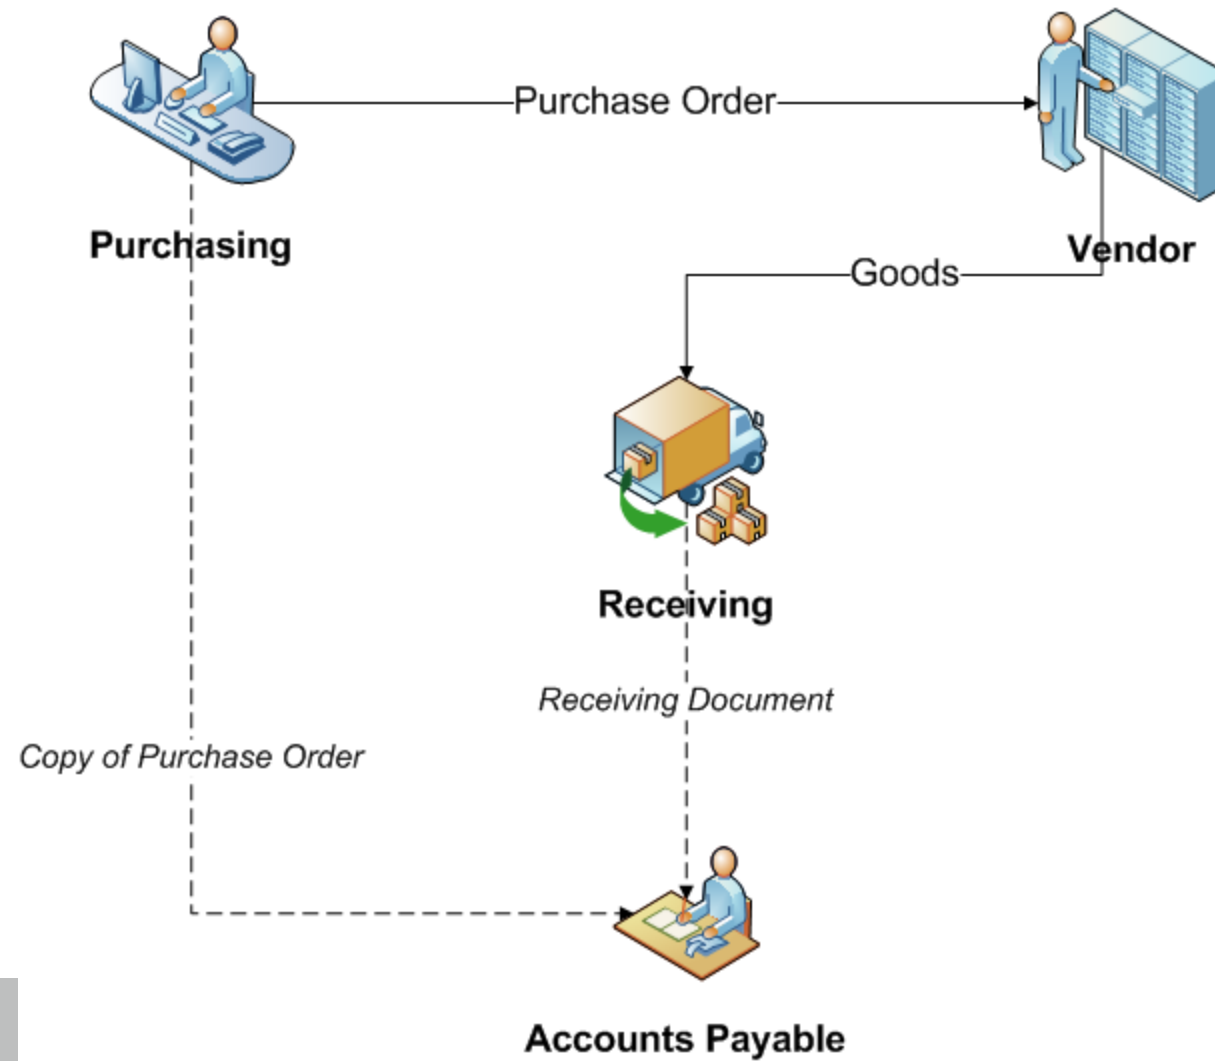 Purchase Order
Purchasing
Vendor
Goods
Receiving
Receiving Document
Copy of Purchase Order
Accounts Payable